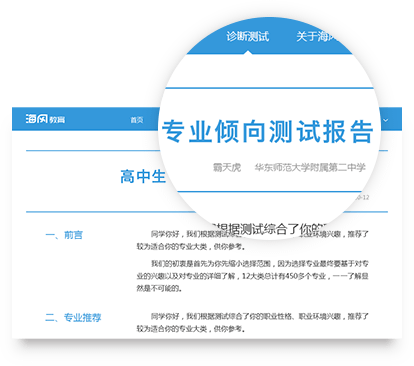 诊断测试 关于海风
海风教育 首页
专业倾向测试报告
高中生
霸天虎 华东师范大学附属第二中学
-12
根据测试综合了你的
一、前言
同学你好，我们根据测试综 、职业环境兴趣，推荐了
较为适合你的专业大类，供你参考。
我们的初衷是首先为你先缩小选择范围，因为选择专业最终要基于对专
业的兴趣以及对专业的详细了解，12大类总计有450多个专业，一一了解显
然是不可能的。
二、专业推荐
同学你好，我们根据测试综合了你的职业性格、职业环境兴趣，推荐了
较为适合你的专业大类，供你参考。